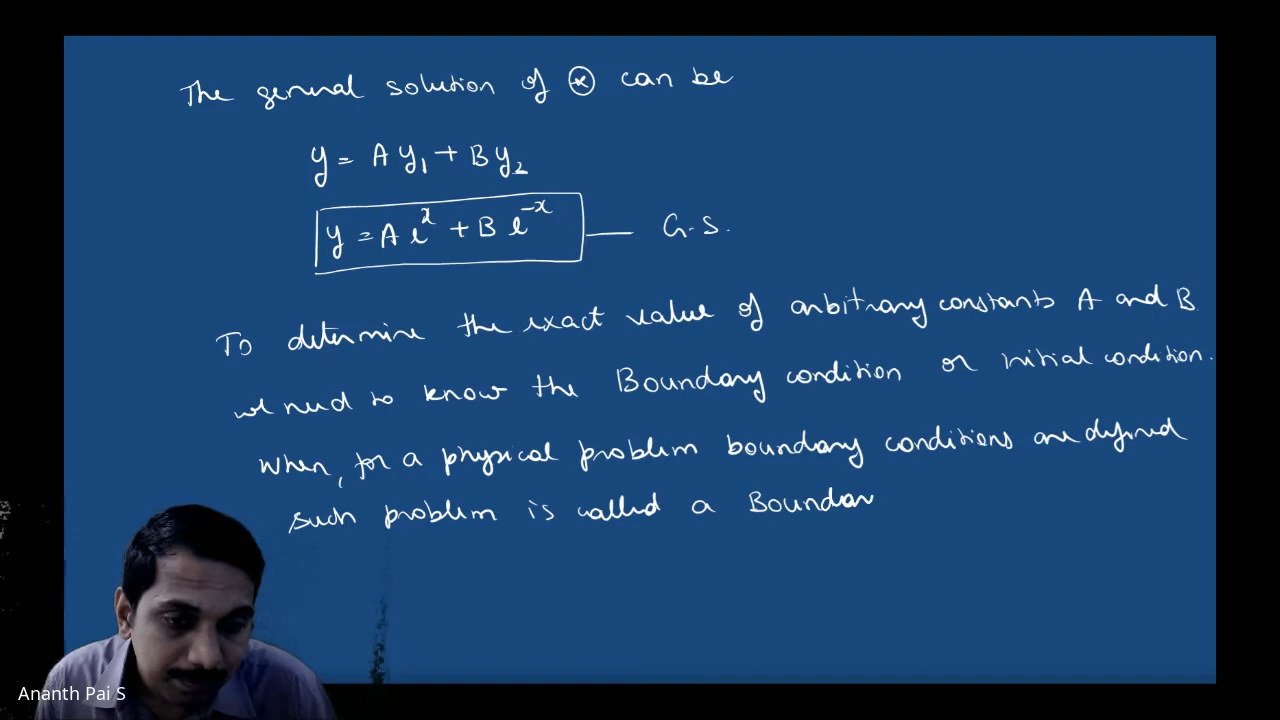 The general solution of ⊛ can be
y = A y₁ + B y₂
y = A e^x + B e^-x — G.S.
To determine the exact value of arbitrary constants A and B
we need to know the Boundary condition or initial condition.
When, for a physical problem boundary conditions are defined
such problem is called a Boundar
Ananth Pai S